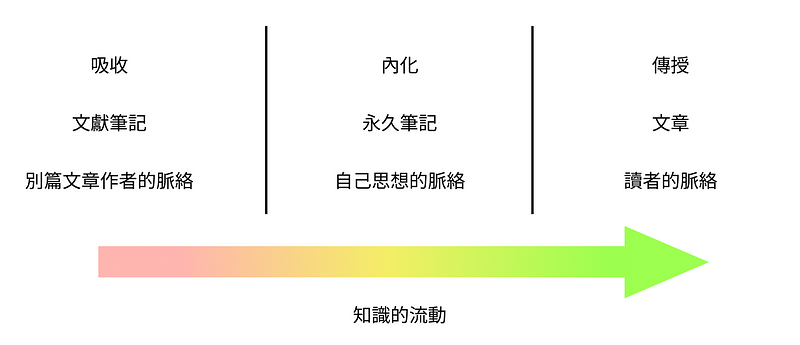 吸收
文獻筆記
別篇文章作者的脈絡
內化
永久筆記
自己思想的脈絡
傳授
文章
讀者的脈絡
知識的流動